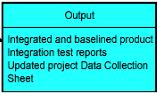 Output
Integrated and baselined product
Integration test reports
Updated project Data Collection
Sheet